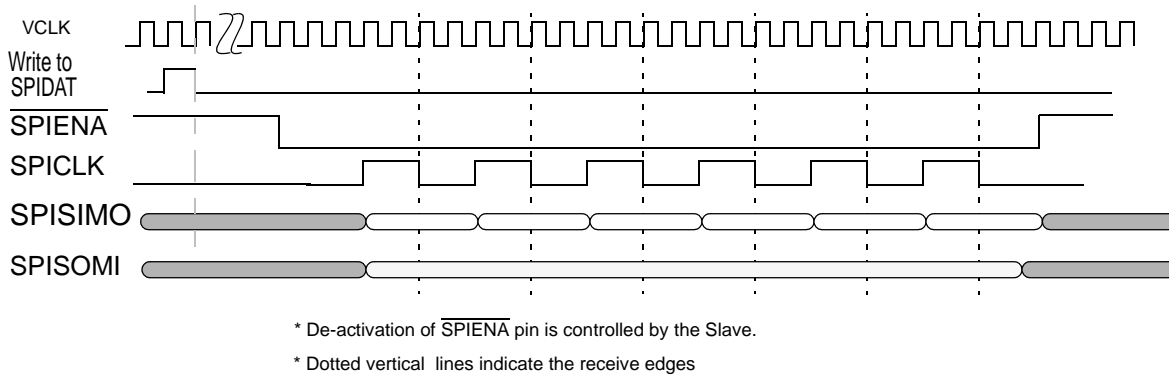 VCLK
Write to
SPIDAT
SPIENA
SPICLK
SPISIMO
SPISOMI
* De-activation of SPIENA pin is controlled by the Slave.
* Dotted vertical lines indicate the receive edges